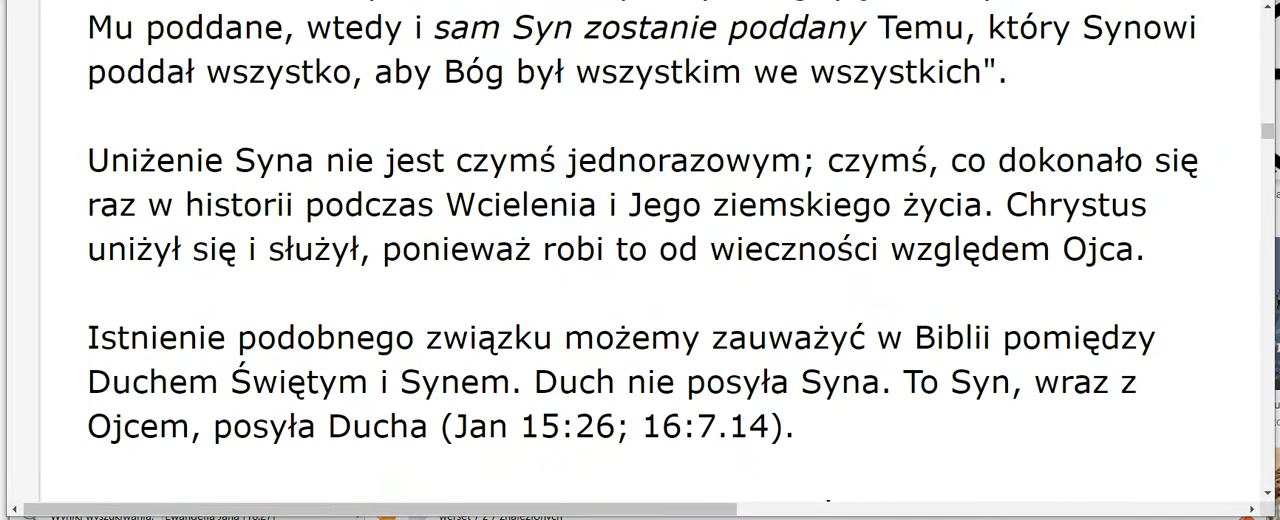 Mu poddane, wtedy i sam Syn zostanie poddany Temu, który Synowi
poddał wszystko, aby Bóg był wszystkim we wszystkich".
Uniżenie Syna nie jest czymś jednorazowym; czymś, co dokonało się
raz w historii podczas Wcielenia i Jego ziemskiego życia. Chrystus
uniżył się i służył, ponieważ robi to od wieczności względem Ojca.
Istnienie podobnego związku możemy zauważyć w Biblii pomiędzy
Duchem Świętym i Synem. Duch nie posyła Syna. To Syn, wraz z
Ojcem, posyła Ducha (Jan 15:26; 16:7.14).